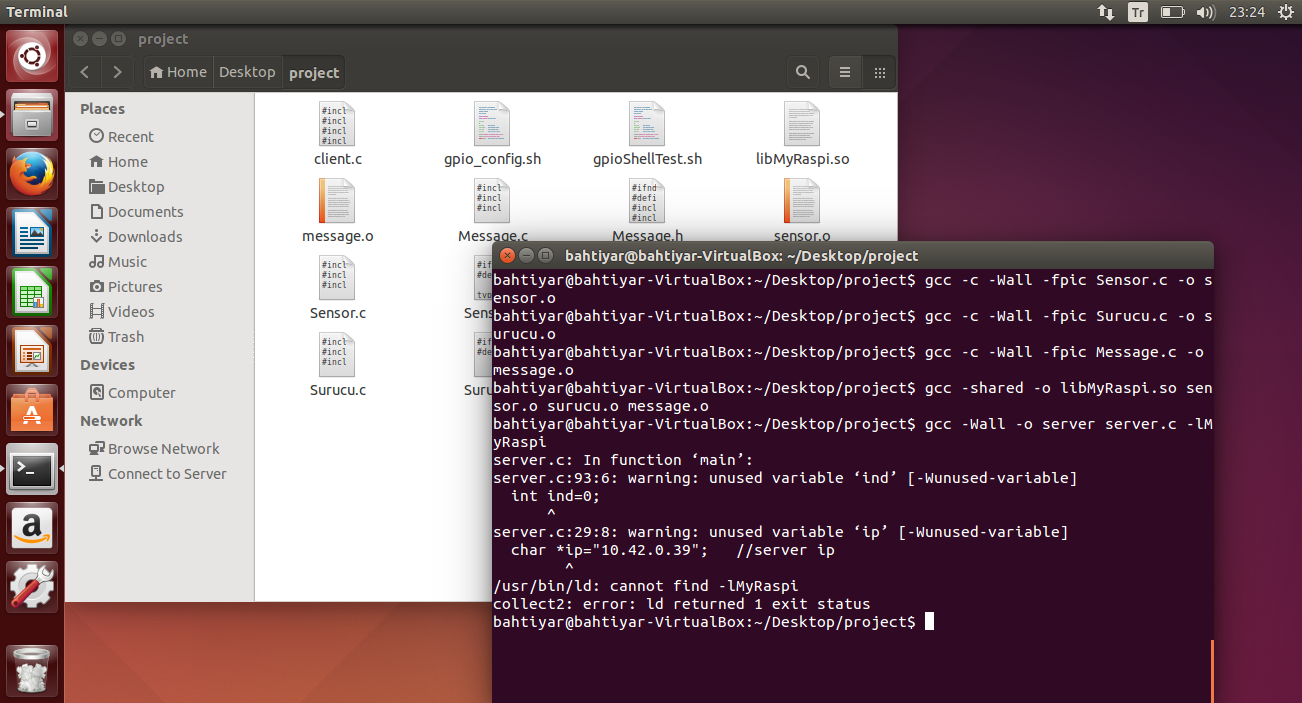 Terminal
Tr
23:24
project
Home
Desktop
project
Places
Recent
Home
Desktop
Documents
Downloads
Music
Pictures
Videos
Trash
Devices
Computer
Network
Browse Network
Connect to Server
#incl
#incl
#incl
#incl
client.c
gpio_config.sh
gpioShellTest.sh
libMyRaspi.so
message.o
#incl
#incl
#incl
Message.c
#ifnd
#defi
#incl
#incl
Message.h
sensor.o
#incl
#incl
#incl
Sensor.c
#if
#de
typ
Sens
#incl
#incl
#incl
Surucu.c
#if
#de
Suru
bahtiyar@bahtiyar-VirtualBox: ~/Desktop/project
bahtiyar@bahtiyar-VirtualBox:~/Desktop/project$ gcc -c -Wall -fpic Sensor.c -o s
ensor.o
bahtiyar@bahtiyar-VirtualBox:~/Desktop/project$ gcc -c -Wall -fpic Surucu.c -o s
urucu.o
bahtiyar@bahtiyar-VirtualBox:~/Desktop/project$ gcc -c -Wall -fpic Message.c -o
message.o
bahtiyar@bahtiyar-VirtualBox:~/Desktop/project$ gcc -shared -o libMyRaspi.so sen
sor.o surucu.o message.o
bahtiyar@bahtiyar-VirtualBox:~/Desktop/project$ gcc -Wall -o server server.c -lM
yRaspi
server.c: In function ‘main’:
server.c:93:6: warning: unused variable ‘ind’ [-Wunused-variable]
  int ind=0;
      ^
server.c:29:8: warning: unused variable ‘ip’ [-Wunused-variable]
  char *ip="10.42.0.39";   //server ip
        ^
/usr/bin/ld: cannot find -lMyRaspi
collect2: error: ld returned 1 exit status
bahtiyar@bahtiyar-VirtualBox:~/Desktop/project$